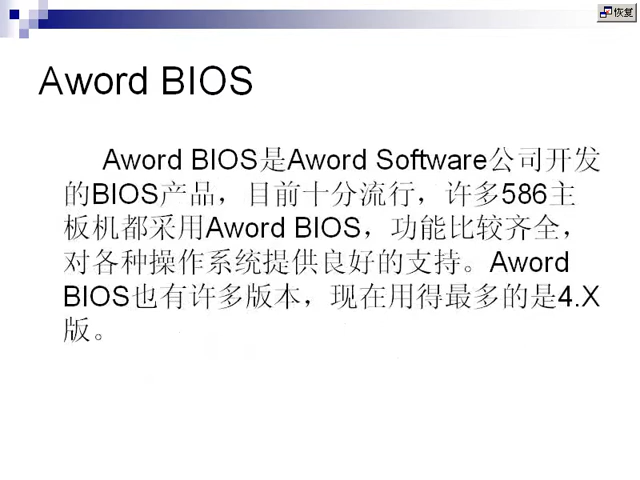 恢复
Aword BIOS
Aword BIOS是Aword Software公司开发
的BIOS产品，目前十分流行，许多586主
板机都采用Aword BIOS，功能比较齐全，
对各种操作系统提供良好的支持。Aword
BIOS也有许多版本，现在用得最多的是4.X
版。